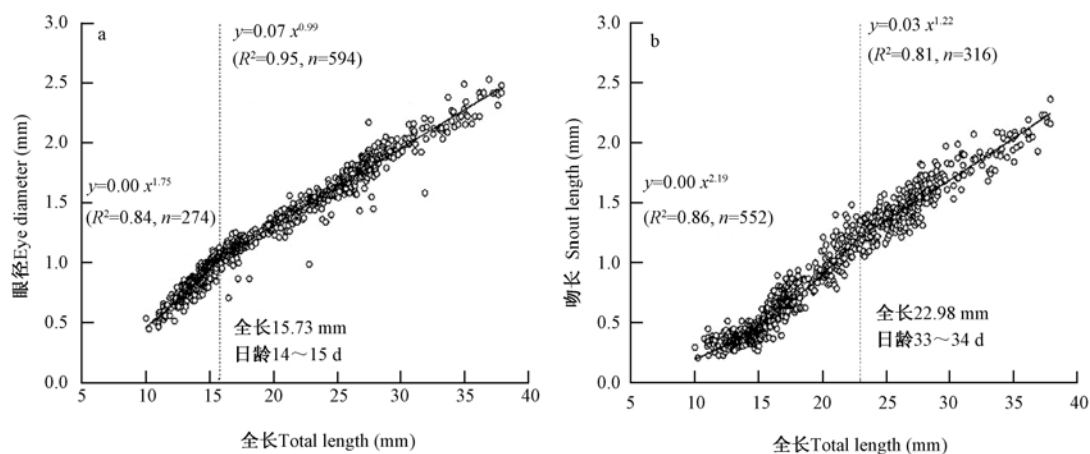 a
y=0.07 x^0.99
(R²=0.95, n=594)
y=0.00 x^1.75
(R²=0.84, n=274)
全长15.73 mm
日龄14～15 d
眼径Eye diameter (mm)
3.0
2.5
2.0
1.5
1.0
0.5
0.0
5 10 15 20 25 30 35 40
全长Total length (mm)
b
y=0.03 x^1.22
(R²=0.81, n=316)
y=0.00 x^2.19
(R²=0.86, n=552)
全长22.98 mm
日龄33～34 d
吻长 Snout length (mm)
3.0
2.5
2.0
1.5
1.0
0.5
0.0
5 10 15 20 25 30 35 40
全长Total length (mm)